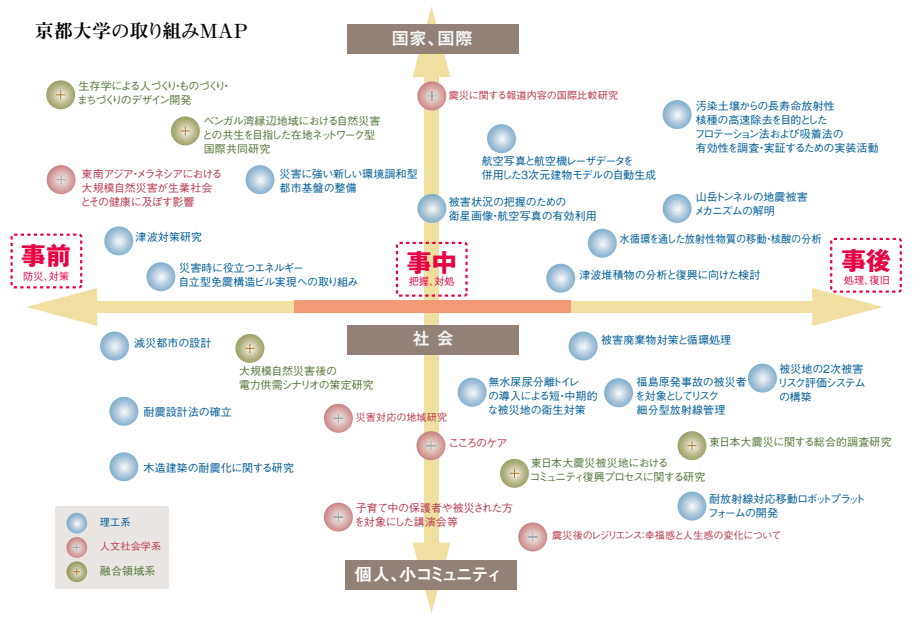 京都大学の取り組みMAP
国家、国際
生存学による人づくり・ものづくり・
まちづくりのデザイン開発
震災に関する報道内容の国際比較研究
汚染土壌からの長寿命放射性
核種の高速除去を目的とした
フロテーション法および吸着法の
有効性を調査・実証するための実装活動
ベンガル湾縁辺地域における自然災害
との共生を目指した在地ネットワーク型
国際共同研究
航空写真と航空機レーザデータを
併用した3次元建物モデルの自動生成
東南アジア・メラネシアにおける
大規模自然災害が生業社会
とその健康に及ぼす影響
災害に強い新しい環境調和型
都市基盤の整備
被害状況の把握のための
衛星画像・航空写真の有効利用
山岳トンネルの地震被害
メカニズムの解明
津波対策研究
水循環を通した放射性物質の移動・核酸の分析
災害時に役立つエネルギー
自立型免震構造ビル実現への取り組み
津波堆積物の分析と復興に向けた検討
事前
防災、対策
事中
把握、対処
事後
処理、復旧
社会
減災都市の設計
大規模自然災害後の
電力供需シナリオの策定研究
被害廃棄物対策と循環処理
無水尿尿分離トイレ
の導入による短・中期的
な被災地の衛生対策
福島原発事故の被災者
を対象としてリスク
細分型放射線管理
被災地の2次被害
リスク評価システム
の構築
耐震設計法の確立
災害対応の地域研究
こころのケア
東日本大震災に関する総合的調査研究
木造建築の耐震化に関する研究
東日本大震災被災地における
コミュニティ復興プロセスに関する研究
子育て中の保護者や被災された方
を対象にした講演会等
耐放射線対応移動ロボットプラット
フォームの開発
震災後のレジリエンス:幸福感と人生感の変化について
理工系
人文社会学系
融合領域系
個人、小コミュニティ